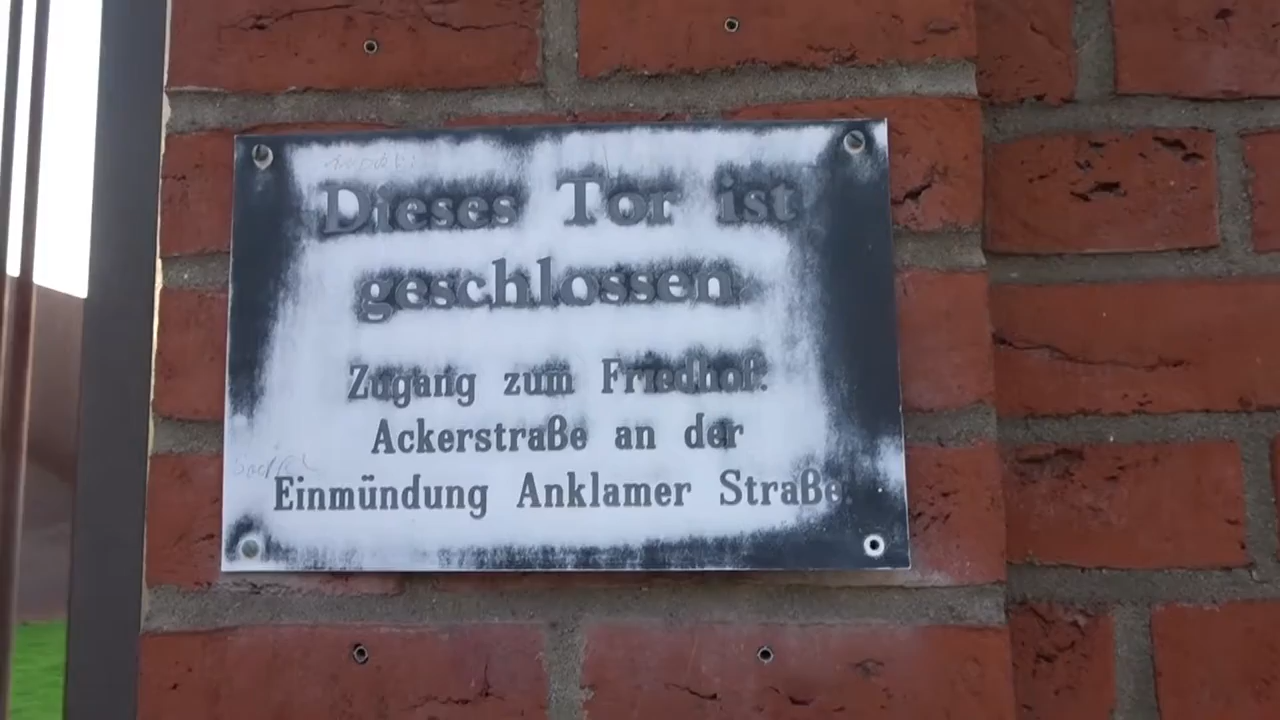 Dieses Tor ist
geschlossen
Zugang zum Friedhof:
Ackerstraße an der
Einmündung Anklamer Straße